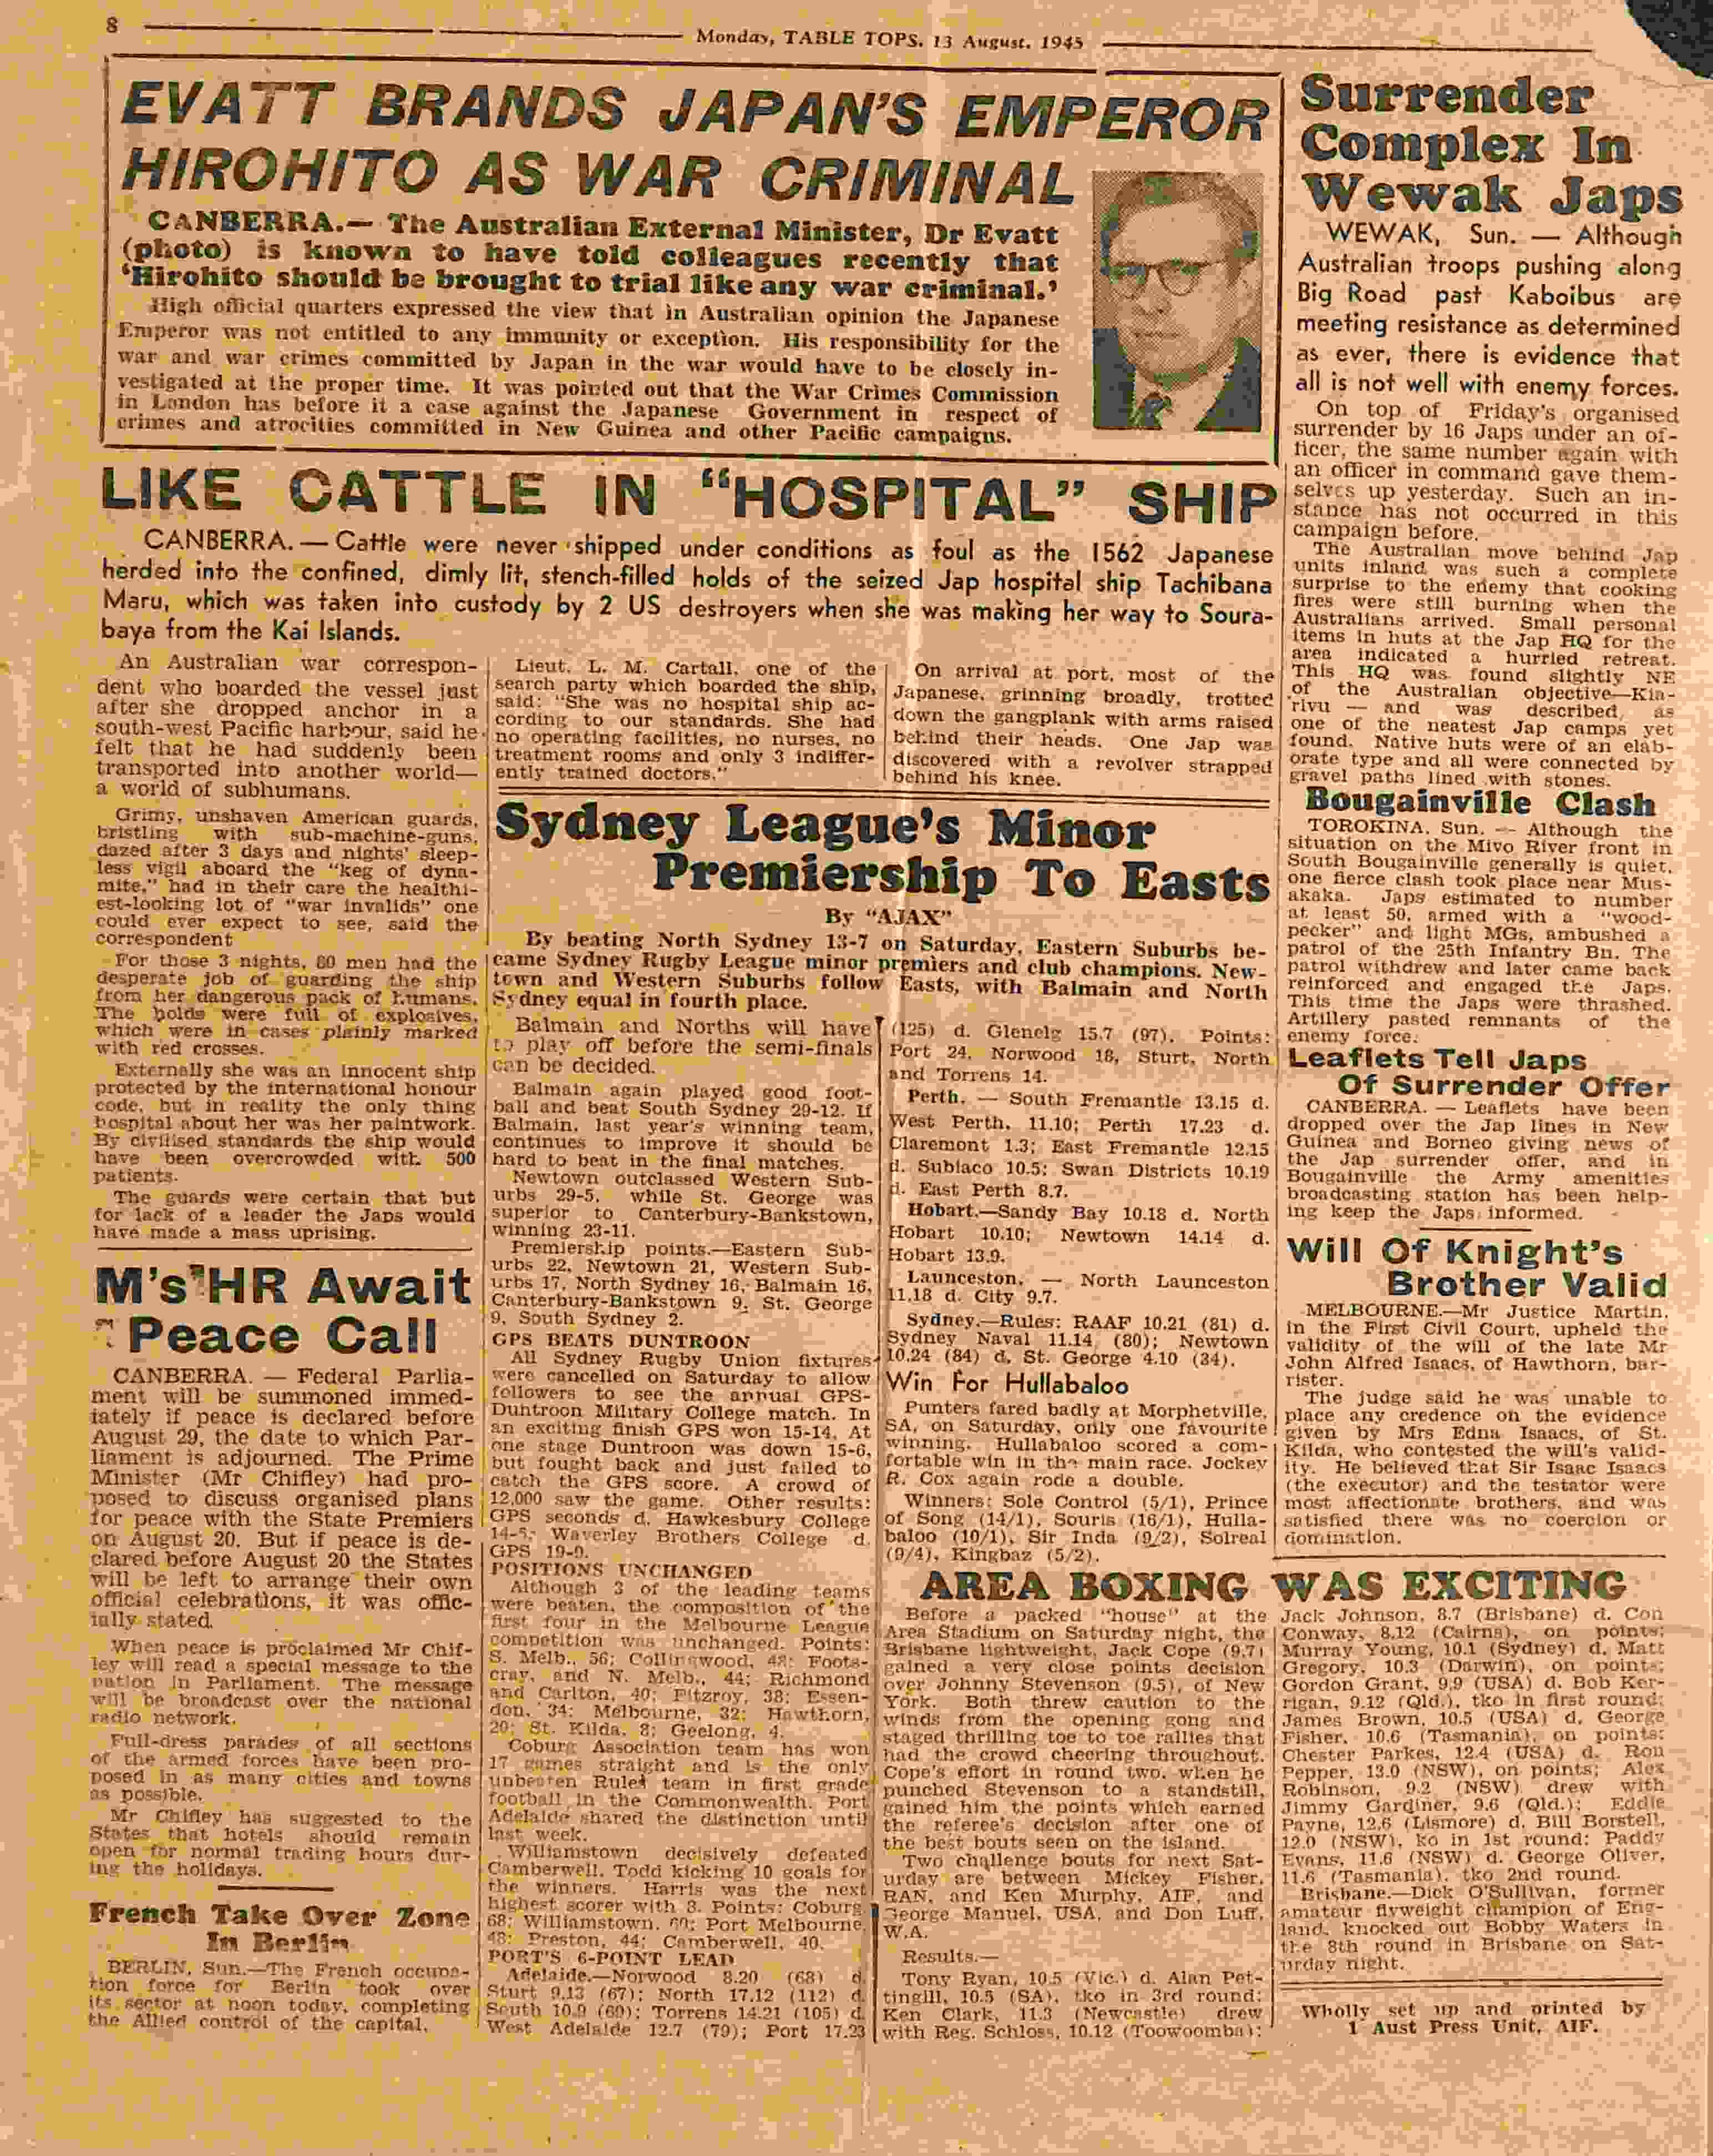 8
Monday, TABLE TOPS, 13 August, 1945
EVATT BRANDS JAPAN'S EMPEROR
HIROHITO AS WAR CRIMINAL
CANBERRA.— The Australian External Minister, Dr Evatt
(photo) is known to have told colleagues recently that
'Hirohito should be brought to trial like any war criminal.'
High official quarters expressed the view that in Australian opinion the Japanese
Emperor was not entitled to any immunity or exception. His responsibility for the
war and war crimes committed by Japan in the war would have to be closely in-
vestigated at the proper time. It was pointed out that the War Crimes Commission
in London has before it a case against the Japanese Government in respect of
crimes and atrocities committed in New Guinea and other Pacific campaigns.
LIKE CATTLE IN "HOSPITAL" SHIP
CANBERRA.—Cattle were never shipped under conditions as foul as the 1562 Japanese
herded into the confined, dimly lit, stench-filled holds of the seized Jap hospital ship Tachibana
Maru, which was taken into custody by 2 US destroyers when she was making her way to Soura-
baya from the Kai Islands.
An Australian war correspon-
dent who boarded the vessel just
after she dropped anchor in a
south-west Pacific harbour, said he
felt that he had suddenly been
transported into another world—
a world of subhumans.
Grimy, unshaven American guards,
bristling with sub-machine-guns,
dazed after 3 days and nights' sleep-
less vigil aboard the "keg of dyna-
mite," had in their care the healthi-
est-looking lot of "war invalids" one
could ever expect to see, said the
correspondent
For those 3 nights, 60 men had the
desperate job of guarding the ship
from her dangerous pack of humans.
The holds were full of explosives,
which were in cases plainly marked
with red crosses.
Externally she was an innocent ship
protected by the international honour
code, but in reality the only thing
hospital about her was her paintwork.
By civilised standards the ship would
have been overcrowded with 500
patients.
The guards were certain that but
for lack of a leader the Japs would
have made a mass uprising.
Lieut. L. M. Cartall, one of the
search party which boarded the ship,
said: "She was no hospital ship ac-
cording to our standards. She had
no operating facilities, no nurses, no
treatment rooms and only 3 indiffer-
ently trained doctors."
On arrival at port, most of the
Japanese, grinning broadly, trotted
down the gangplank with arms raised
behind their heads. One Jap was
discovered with a revolver strapped
behind his knee.
M's HR Await
Peace Call
CANBERRA. — Federal Parlia-
ment will be summoned immed-
iately if peace is declared before
August 29, the date to which Par-
liament is adjourned. The Prime
Minister (Mr Chifley) had pro-
posed to discuss organised plans
for peace with the State Premiers
on August 20. But if peace is de-
clared before August 20 the States
will be left to arrange their own
official celebrations, it was offic-
ially stated.
When peace is proclaimed Mr Chif-
ley will read a special message to the
nation in Parliament. The message
will be broadcast over the national
radio network.
Full-dress parades of all sections
of the armed forces have been pro-
posed in as many cities and towns
as possible.
Mr Chifley has suggested to the
States that hotels should remain
open for normal trading hours dur-
ing the holidays.
French Take Over Zone
In Berlin
BERLIN, Sun.—The French occupa-
tion force for Berlin took over
its sector at noon today, completing
the Allied control of the capital.
Sydney League's Minor
Premiership To Easts
By "AJAX"
By beating North Sydney 13-7 on Saturday, Eastern Suburbs be-
came Sydney Rugby League minor premiers and club champions. New-
town and Western Suburbs follow Easts, with Balmain and North
Sydney equal in fourth place.
Balmain and Norths will have
to play off before the semi-finals
can be decided.
Balmain again played good foot-
ball and beat South Sydney 29-12. If
Balmain, last year's winning team,
continues to improve it should be
hard to beat in the final matches.
Newtown outclassed Western Sub-
urbs 29-5, while St. George was
superior to Canterbury-Bankstown,
winning 23-11.
Premiership points.—Eastern Sub-
urbs 22, Newtown 21, Western Sub-
urbs 17, North Sydney 16, Balmain 16,
Canterbury-Bankstown 9, St. George
9, South Sydney 2.
GPS BEATS DUNTROON
All Sydney Rugby Union fixtures
were cancelled on Saturday to allow
followers to see the annual GPS-
Duntroon Military College match. In
an exciting finish GPS won 15-14. At
one stage Duntroon was down 15-6,
but fought back and just failed to
catch the GPS score. A crowd of
12,000 saw the game. Other results:
GPS seconds d. Hawkesbury College
14-5; Waverley Brothers College d.
GPS 19-9.
POSITIONS UNCHANGED
Although 3 of the leading teams
were beaten, the composition of the
first four in the Melbourne League
competition was unchanged. Points:
S. Melb., 56; Collingwood, 48; Foots-
cray, and N. Melb., 44; Richmond
and Carlton, 40; Fitzroy, 38; Essen-
don, 34; Melbourne, 32; Hawthorn,
20; St. Kilda, 8; Geelong, 4.
Coburg Association team has won
17 games straight and is the only
unbeaten Rules team in first grade
football in the Commonwealth. Port
Adelaide shared the distinction until
last week.
Williamstown decisively defeated
Camberwell, Todd kicking 10 goals for
the winners. Harris was the next
highest scorer with 8. Points: Coburg
68; Williamstown, 60; Port Melbourne,
48; Preston, 44; Camberwell, 40.
PORT'S 6-POINT LEAD
Adelaide.—Norwood 8.20 (68) d.
Sturt 9.13 (67); North 17.12 (112) d.
South 10.9 (69); Torrens 14.21 (105) d.
West Adelaide 12.7 (79); Port 17.23
(125) d. Glenelg 15.7 (97). Points:
Port 24, Norwood 18, Sturt, North
and Torrens 14.
Perth. — South Fremantle 13.15 d.
West Perth, 11.10; Perth 17.23 d.
Claremont 1.3; East Fremantle 12.15
d. Subiaco 10.5; Swan Districts 10.19
d. East Perth 8.7.
Hobart.—Sandy Bay 10.18 d. North
Hobart 10.10; Newtown 14.14 d.
Hobart 13.9.
Launceston. — North Launceston
11.18 d. City 9.7.
Sydney.—Rules: RAAF 10.21 (81) d.
Sydney Naval 11.14 (80); Newtown
10.24 (84) d. St. George 4.10 (34).
Win For Hullabaloo
Punters fared badly at Morphetville,
SA, on Saturday, only one favourite
winning. Hullabaloo scored a com-
fortable win in the main race. Jockey
R. Cox again rode a double.
Winners: Sole Control (5/1), Prince
of Song (14/1), Souris (16/1), Hulla-
baloo (10/1), Sir Inda (9/2), Solreal
(9/4), Kingbaz (5/2).
Surrender
Complex In
Wewak Japs
WEWAK, Sun. — Although
Australian troops pushing along
Big Road past Kaboibus are
meeting resistance as determined
as ever, there is evidence that
all is not well with enemy forces.
On top of Friday's organised
surrender by 16 Japs under an of-
ficer, the same number again with
an officer in command gave them-
selves up yesterday. Such an in-
stance has not occurred in this
campaign before.
The Australian move behind Jap
units inland was such a complete
surprise to the enemy that cooking
fires were still burning when the
Australians arrived. Small personal
items in huts at the Jap HQ for the
area indicated a hurried retreat.
This HQ was found slightly NE
of the Australian objective—Kia-
rivu — and was described as
one of the neatest Jap camps yet
found. Native huts were of an elab-
orate type and all were connected by
gravel paths lined with stones.
Bougainville Clash
TOROKINA, Sun. — Although the
situation on the Mivo River front in
South Bougainville generally is quiet,
one fierce clash took place near Mus-
akaka. Japs estimated to number
at least 50, armed with a "wood-
pecker" and light MGs, ambushed a
patrol of the 25th Infantry Bn. The
patrol withdrew and later came back
reinforced and engaged the Japs.
This time the Japs were thrashed.
Artillery pasted remnants of the
enemy force.
Leaflets Tell Japs
Of Surrender Offer
CANBERRA. — Leaflets have been
dropped over the Jap lines in New
Guinea and Borneo giving news of
the Jap surrender offer, and in
Bougainville the Army amenities
broadcasting station has been help-
ing keep the Japs informed.
Will Of Knight's
Brother Valid
MELBOURNE.—Mr Justice Martin,
in the First Civil Court, upheld the
validity of the will of the late Mr
John Alfred Isaacs, of Hawthorn, bar-
rister.
The judge said he was unable to
place any credence on the evidence
given by Mrs Edna Isaacs, of St.
Kilda, who contested the will's valid-
ity. He believed that Sir Isaac Isaacs
(the executor) and the testator were
most affectionate brothers, and was
satisfied there was no coercion or
domination.
AREA BOXING WAS EXCITING
Before a packed "house" at the
Area Stadium on Saturday night, the
Brisbane lightweight, Jack Cope (9.7)
gained a very close points decision
over Johnny Stevenson (9.5), of New
York. Both threw caution to the
winds from the opening gong and
staged thrilling toe to toe rallies that
had the crowd cheering throughout.
Cope's effort in round two, when he
punched Stevenson to a standstill,
gained him the points which earned
the referee's decision after one of
the best bouts seen on the island.
Two challenge bouts for next Sat-
urday are between Mickey Fisher,
RAN, and Ken Murphy, AIF, and
George Manuel, USA, and Don Luff,
W.A.
Results.—
Tony Ryan, 10.5 (Vic.) d. Alan Pet-
tingill, 10.5 (SA), tko in 3rd round;
Ken Clark, 11.3 (Newcastle) drew
with Reg. Schloss, 10.12 (Toowoomba);
Jack Johnson, 8.7 (Brisbane) d. Con
Conway, 8.12 (Cairns), on points;
Murray Young, 10.1 (Sydney) d. Matt
Gregory, 10.3 (Darwin), on points;
Gordon Grant, 9.9 (USA) d. Bob Ker-
rigan, 9.12 (Qld.), tko in first round;
James Brown, 10.5 (USA) d. George
Fisher, 10.6 (Tasmania), on points;
Chester Parkes, 12.4 (USA) d. Ron
Pepper, 13.0 (NSW), on points; Alex
Robinson, 9.2 (NSW) drew with
Jimmy Gardiner, 9.6 (Qld.); Eddie
Payne, 12.6 (Lismore) d. Bill Borstell,
12.0 (NSW), ko in 1st round; Paddy
Evans, 11.6 (NSW) d. George Oliver,
11.6 (Tasmania), tko 2nd round.
Brisbane.—Dick O'Sullivan, former
amateur flyweight champion of Eng-
land, knocked out Bobby Waters in
the 8th round in Brisbane on Sat-
urday night.
Wholly set up and printed by
1 Aust Press Unit, AIF.